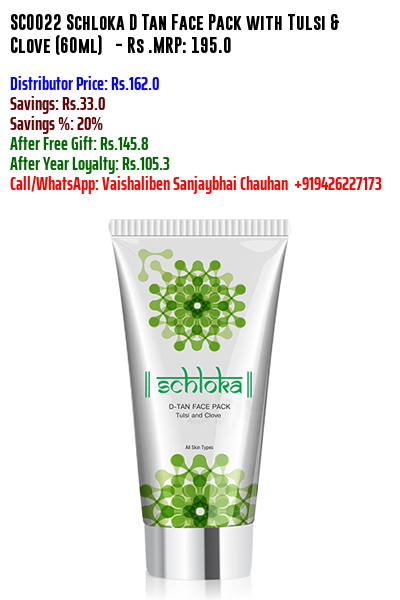 SC0022 Schloka D Tan Face Pack with Tulsi &
Clove (60ml) - Rs .MRP: 195.0
Distributor Price: Rs.162.0
Savings: Rs.33.0
Savings %: 20%
After Free Gift: Rs.145.8
After Year Loyalty: Rs.105.3
Call/WhatsApp: Vaishaliben Sanjaybhai Chauhan +919426227173
schloka
D-TAN FACE PACK
Tulsi and Clove
All Skin Types